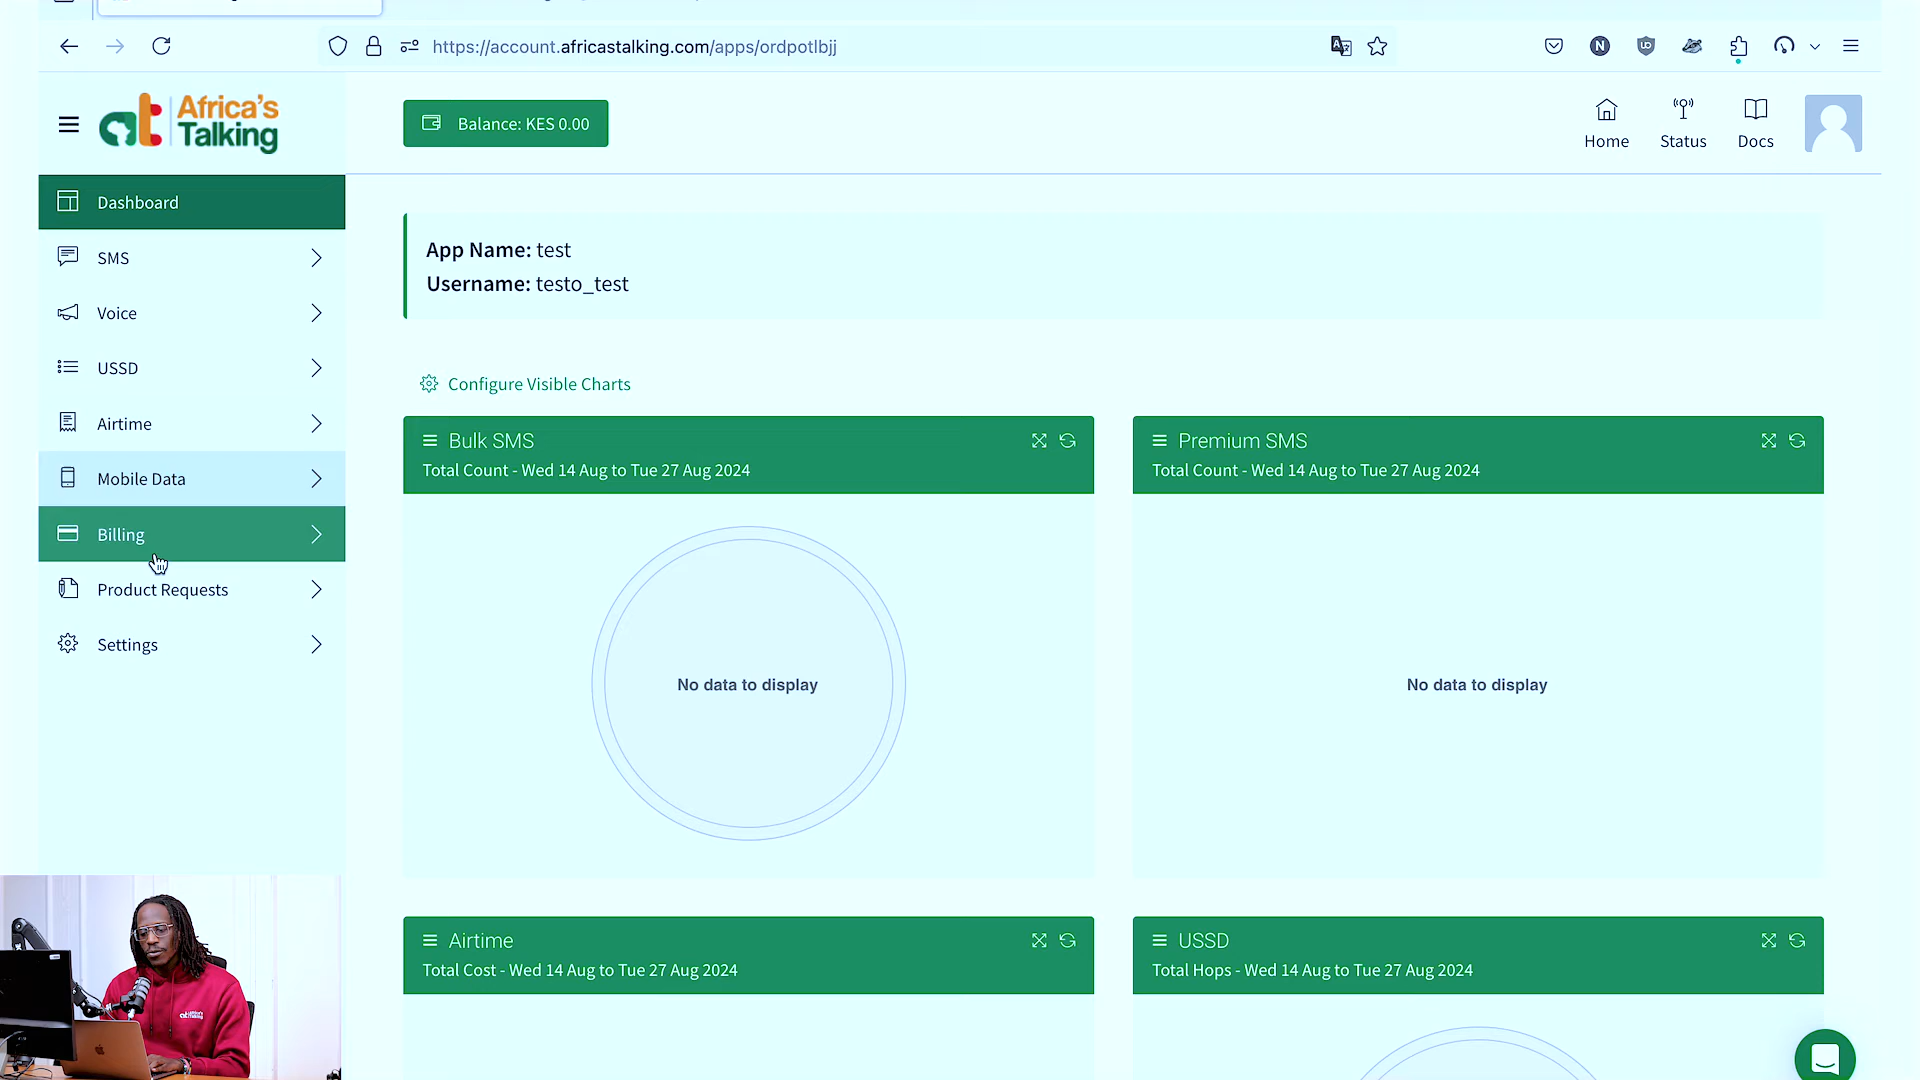 https://account.africastalking.com/apps/ordpotlbjj
Africa's
Talking
Balance: KES 0.00
Home
Status
Docs
Dashboard
SMS
Voice
USSD
Airtime
Mobile Data
Billing
Product Requests
Settings
App Name: test
Username: testo_test
Configure Visible Charts
Bulk SMS
Total Count - Wed 14 Aug to Tue 27 Aug 2024
No data to display
Premium SMS
Total Count - Wed 14 Aug to Tue 27 Aug 2024
No data to display
Airtime
Total Cost - Wed 14 Aug to Tue 27 Aug 2024
USSD
Total Hops - Wed 14 Aug to Tue 27 Aug 2024